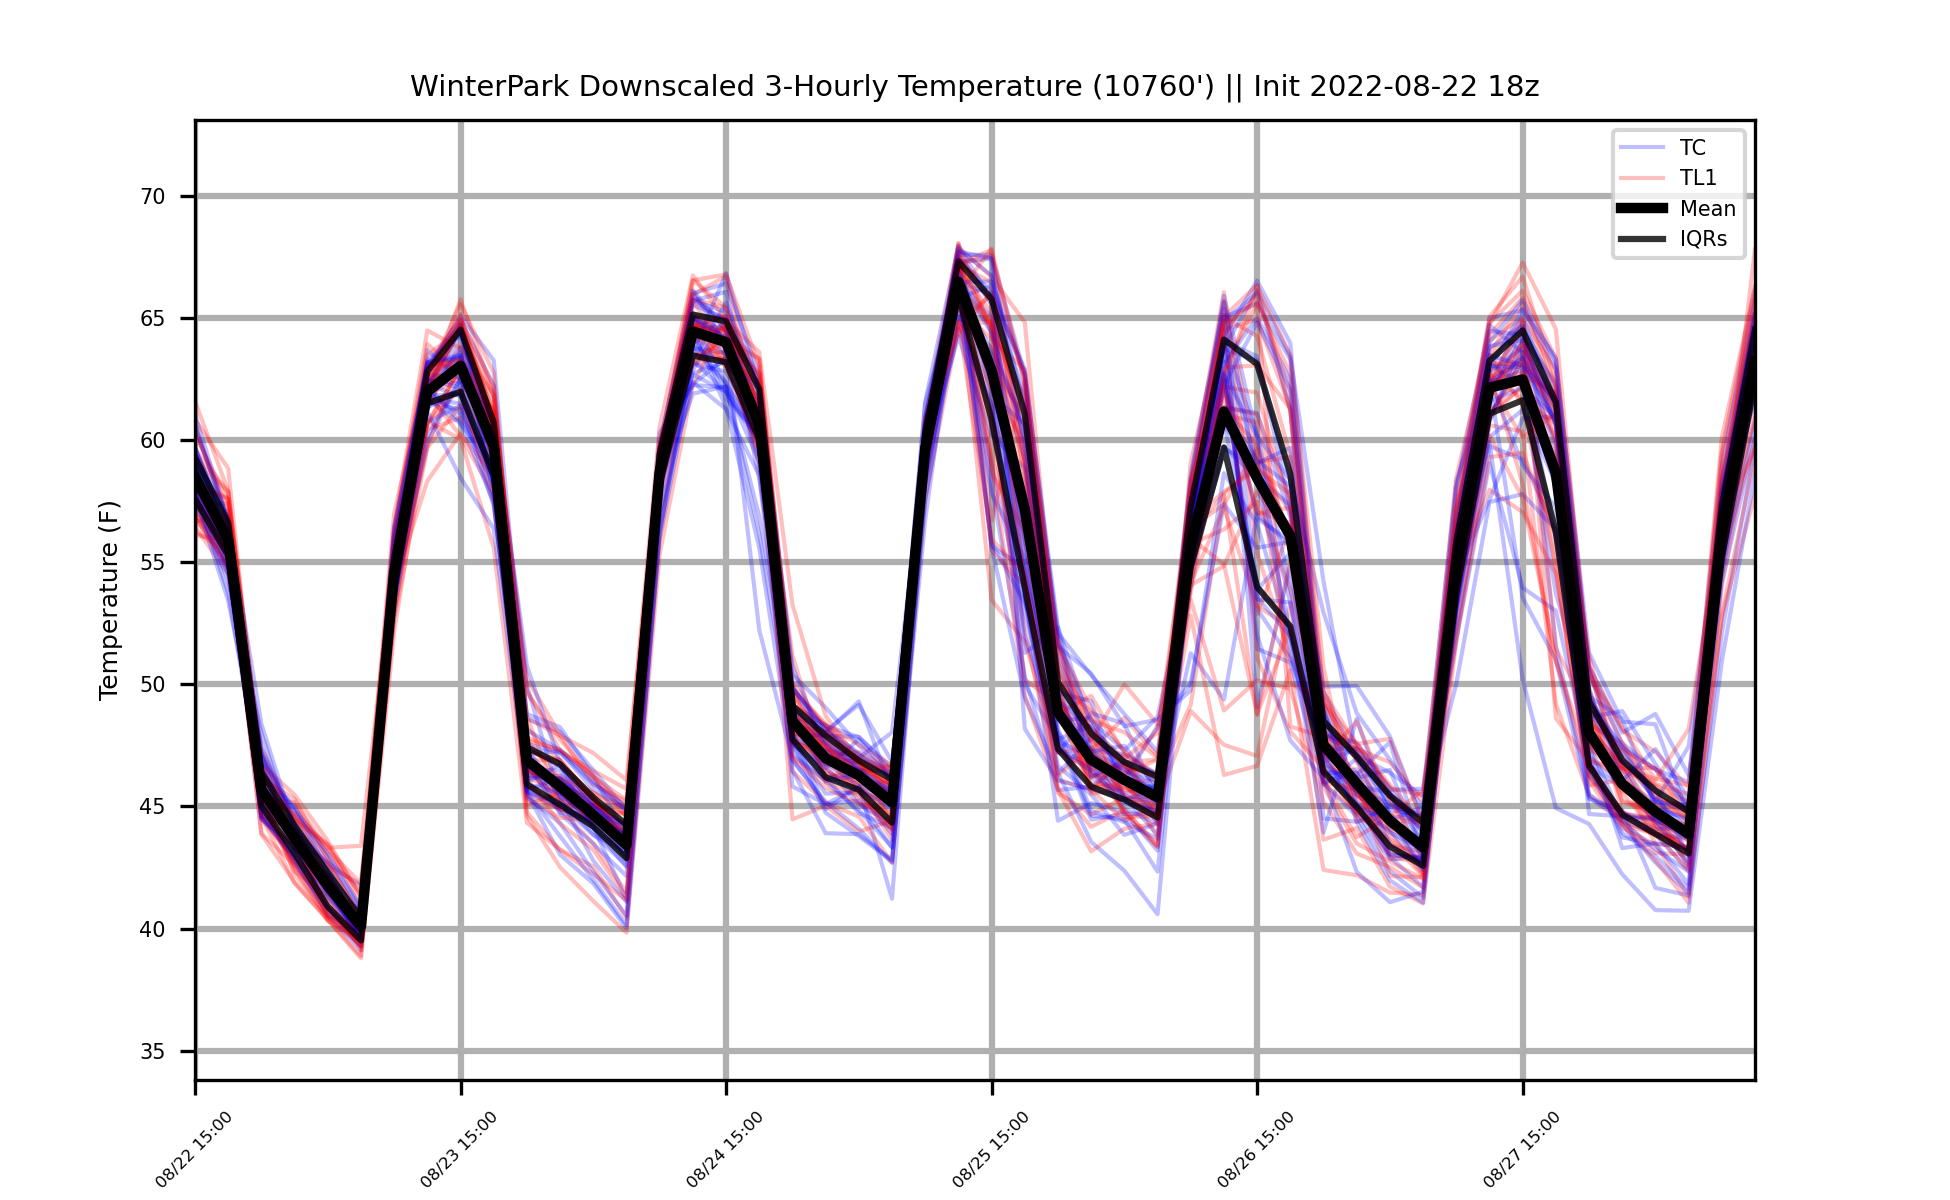 WinterPark Downscaled 3-Hourly Temperature (10760') || Init 2022-08-22 18z
TC
TL1
Mean
IQRs
Temperature (F)
70
65
60
55
50
45
40
35
08/22 15:00
08/23 15:00
08/24 15:00
08/25 15:00
08/26 15:00
08/27 15:00